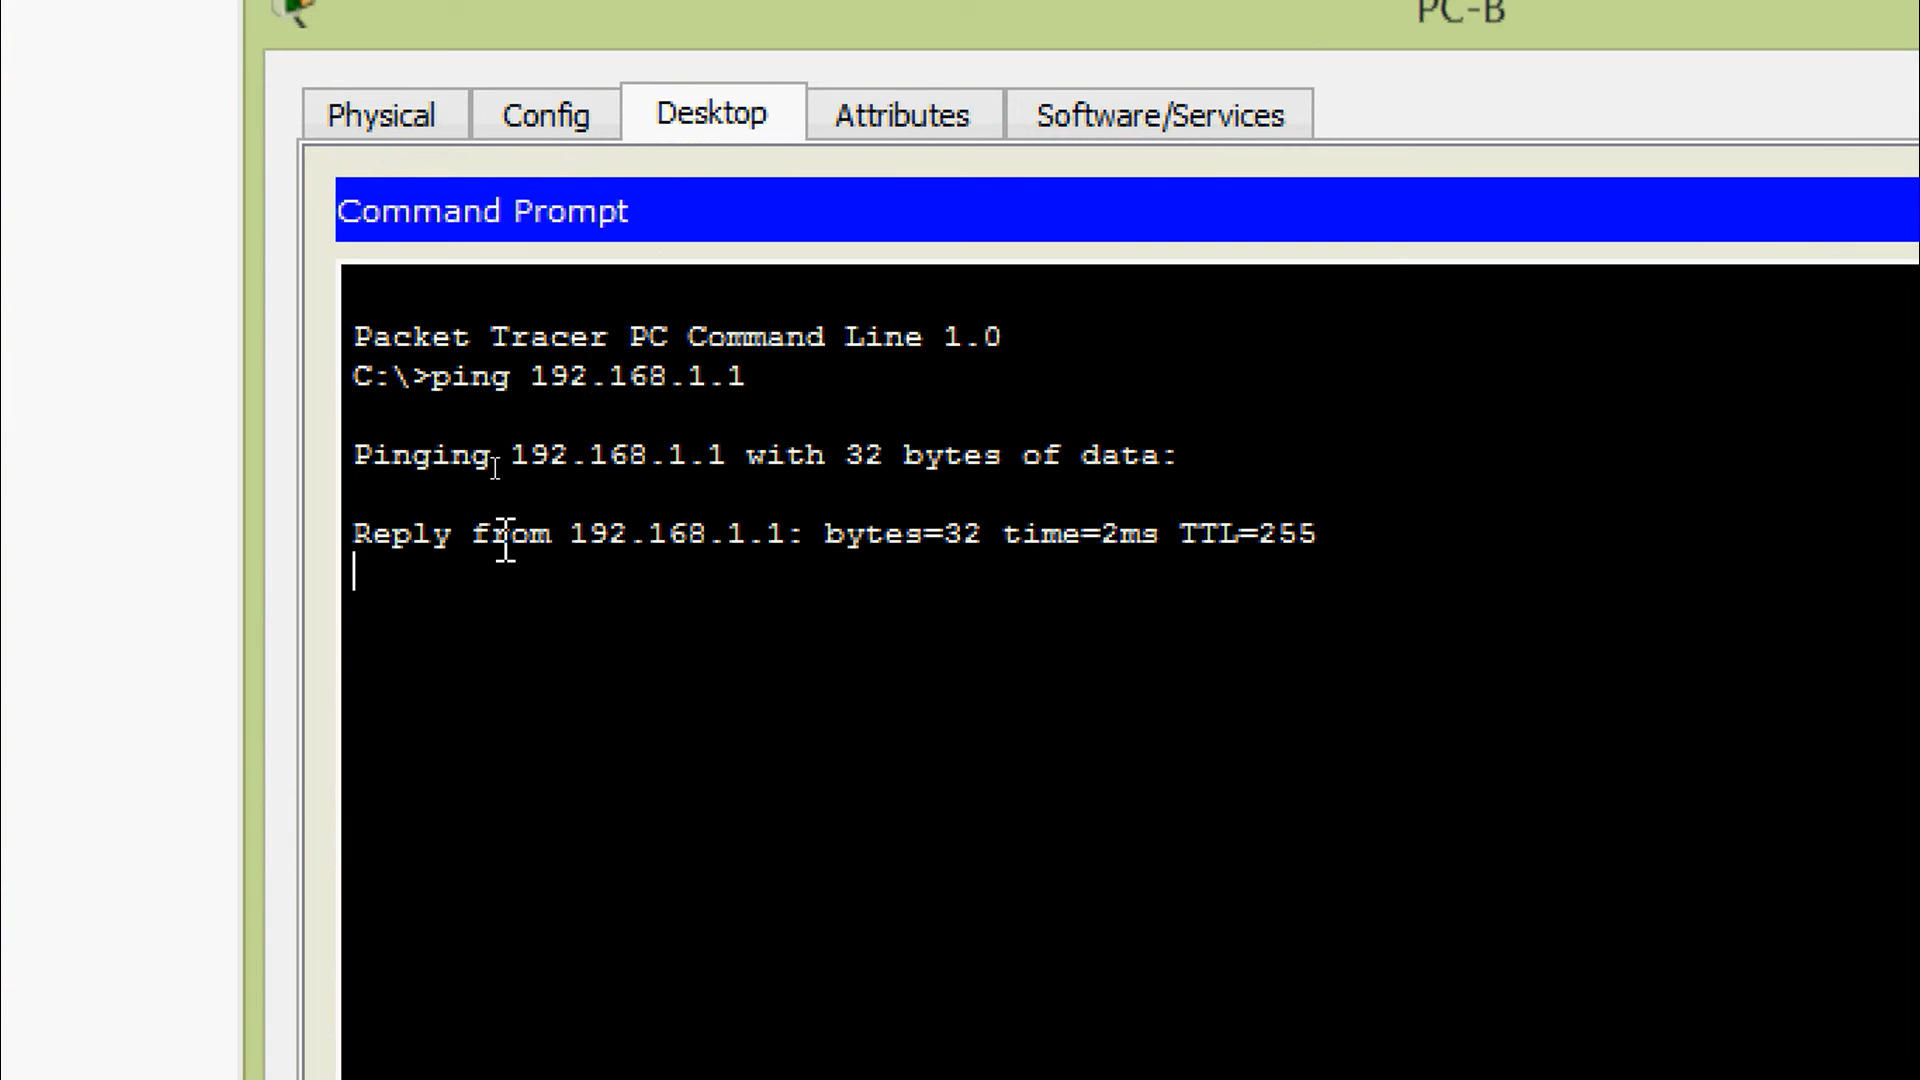 PC-B
Physical
Config
Desktop
Attributes
Software/Services
Command Prompt
Packet Tracer PC Command Line 1.0
C:\>ping 192.168.1.1
Pinging 192.168.1.1 with 32 bytes of data:
Reply from 192.168.1.1: bytes=32 time=2ms TTL=255